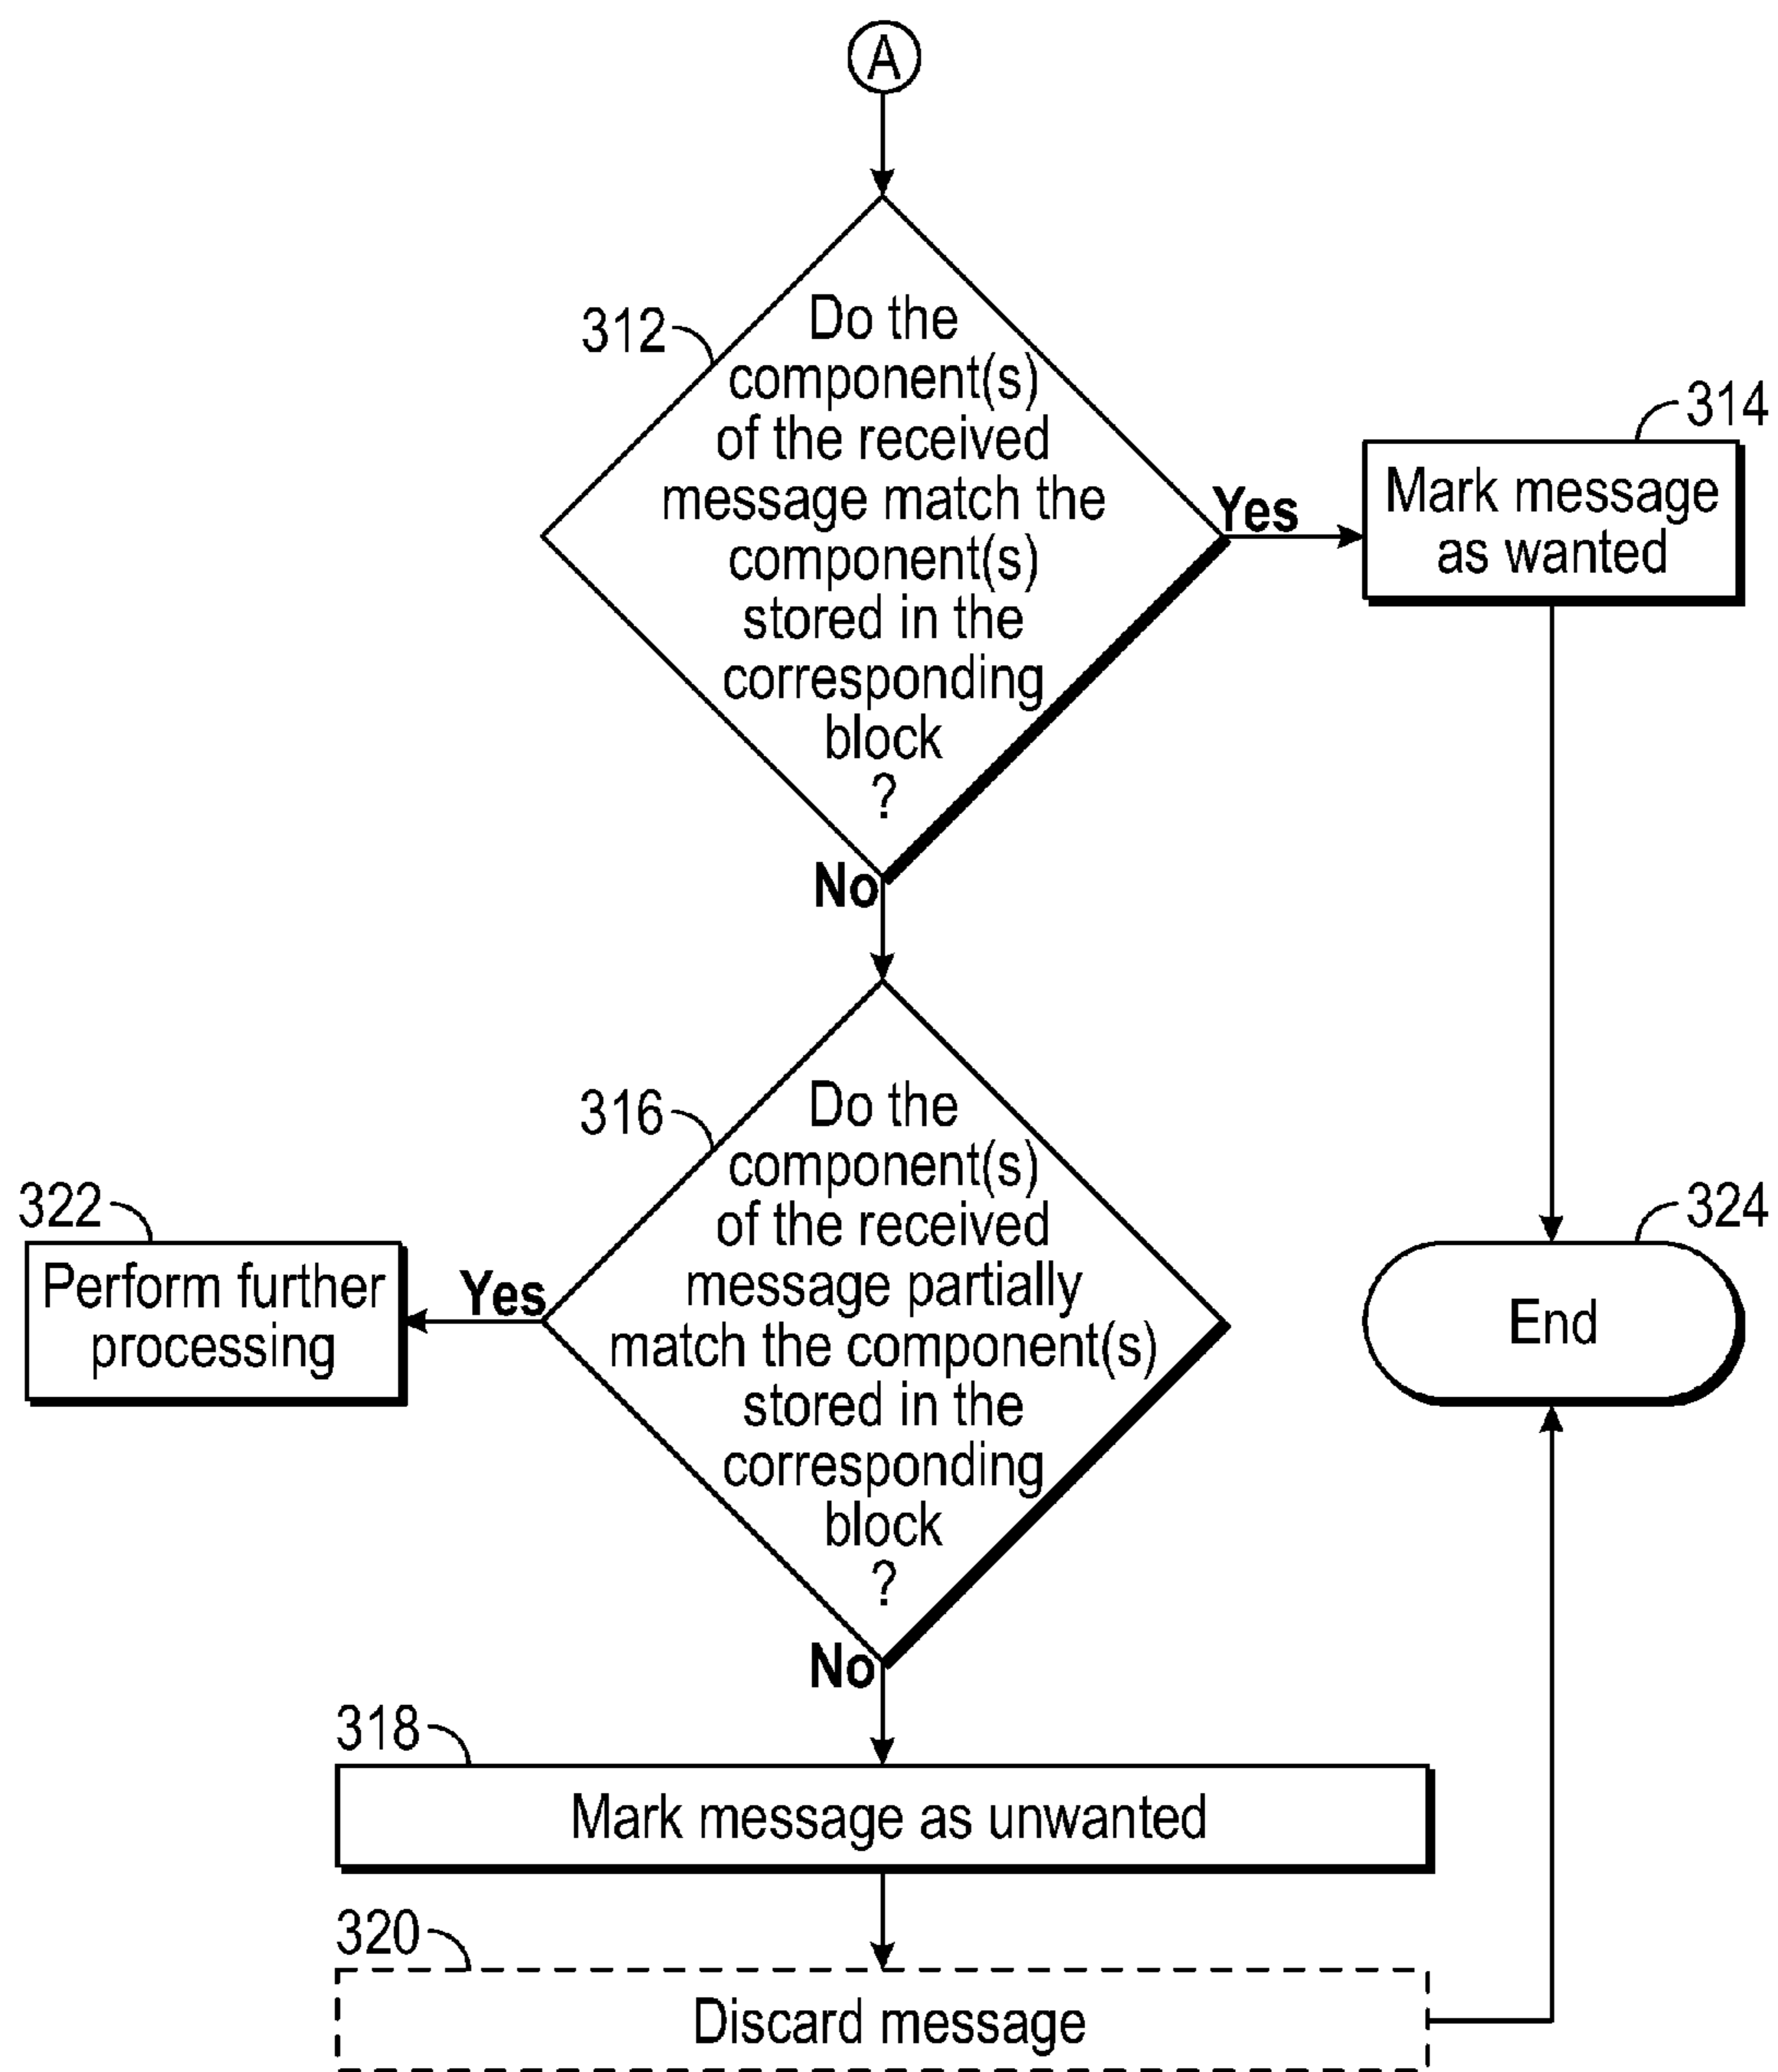 A
312
Do the
component(s)
of the received
message match the
component(s)
stored in the
corresponding
block
?
Yes
314
Mark message
as wanted
No
316
Do the
component(s)
of the received
message partially
match the component(s)
stored in the
corresponding
block
?
Yes
322
Perform further
processing
324
End
No
318
Mark message as unwanted
320
Discard message